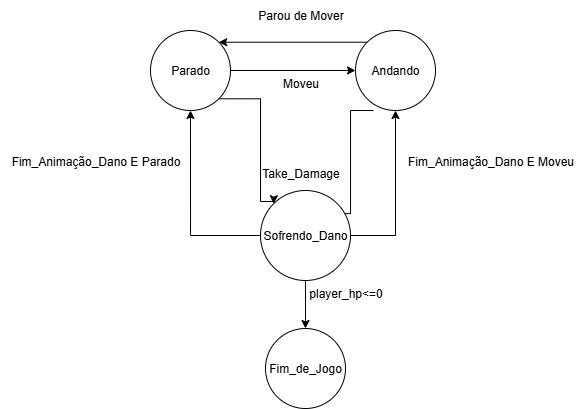 Parou de Mover
Parado
Andando
Moveu
Fim_Animação_Dano E Parado
Fim_Animação_Dano E Moveu
Take_Damage
Sofrendo_Dano
player_hp<=0
Fim_de_Jogo